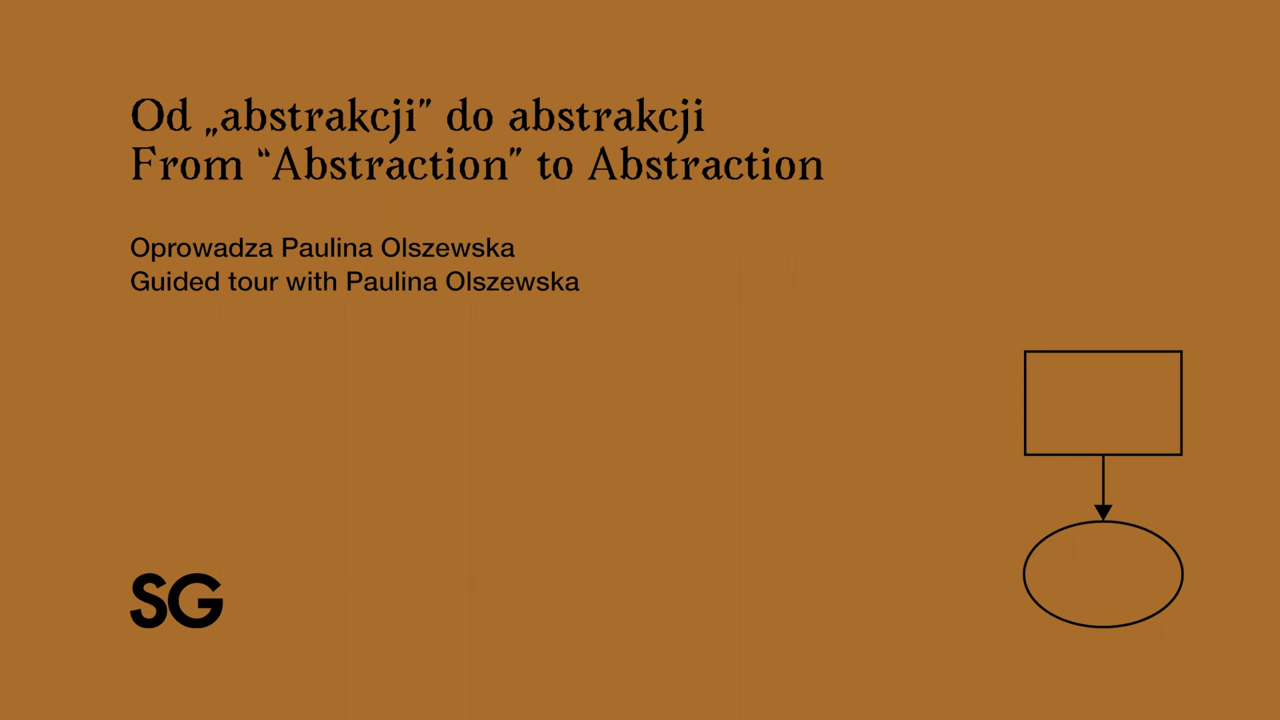 Od „abstrakcji” do abstrakcji
From “Abstraction” to Abstraction
Oprowadza Paulina Olszewska
Guided tour with Paulina Olszewska
SG